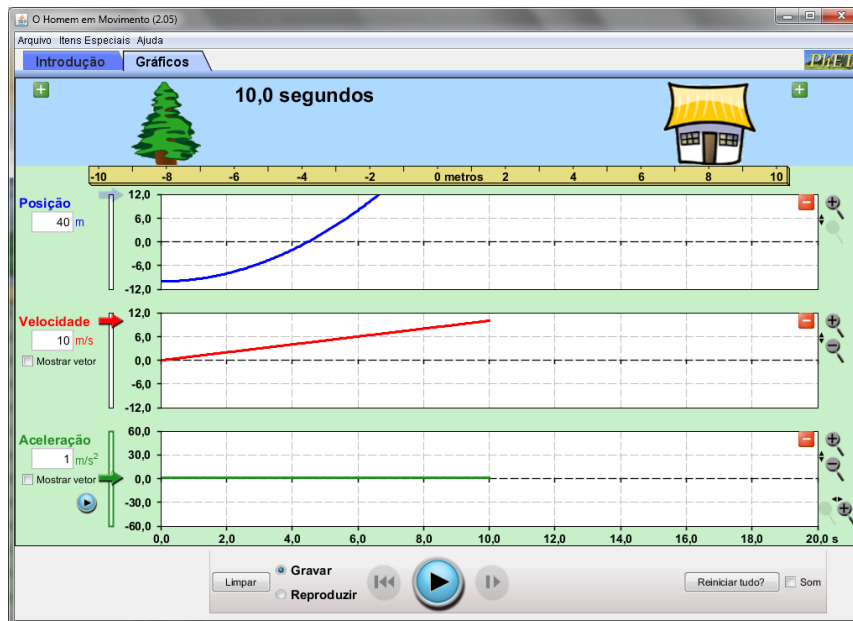 O Homem em Movimento (2.05)
Arquivo Itens Especiais Ajuda
Introdução Gráficos
PhET
10,0 segundos
-10 -8 -6 -4 -2 0 metros 2 4 6 8 10
Posição
40 m
12,0
6,0
0,0
-6,0
-12,0
Velocidade
10 m/s
Mostrar vetor
12,0
6,0
0,0
-6,0
-12,0
Aceleração
1 m/s²
Mostrar vetor
60,0
30,0
0,0
-30,0
-60,0
0,0 2,0 4,0 6,0 8,0 10,0 12,0 14,0 16,0 18,0 20,0 s
Limpar
Gravar
Reproduzir
Reiniciar tudo?
Som